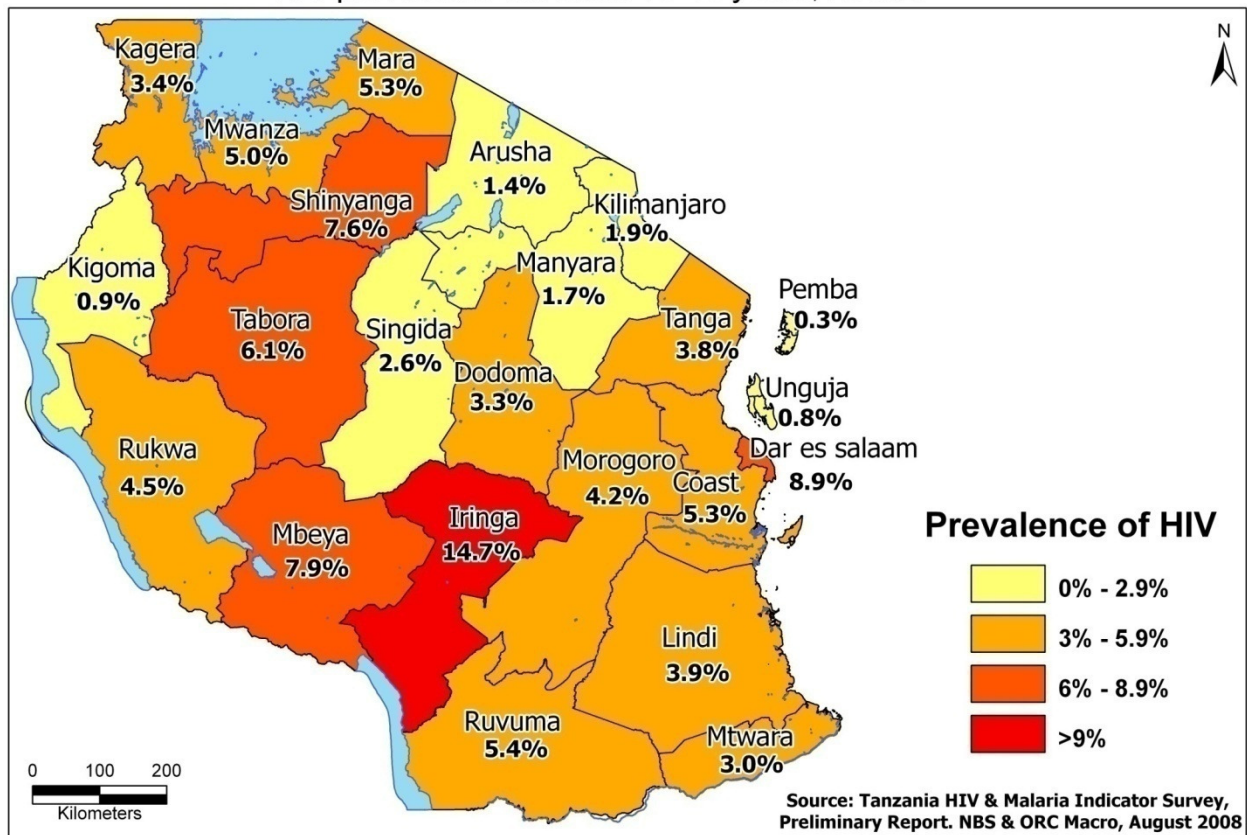 N
Kagera
3.4%
Mara
5.3%
Mwanza
5.0%
Arusha
1.4%
Shinyanga
7.6%
Kilimanjaro
1.9%
Kigoma
0.9%
Manyara
1.7%
Pemba
0.3%
Tabora
6.1%
Singida
2.6%
Tanga
3.8%
Dodoma
3.3%
Unguja
0.8%
Rukwa
4.5%
Morogoro
4.2%
Dar es salaam
8.9%
Coast
5.3%
Mbeya
7.9%
Iringa
14.7%
Lindi
3.9%
Ruvuma
5.4%
Mtwara
3.0%
Prevalence of HIV
0% - 2.9%
3% - 5.9%
6% - 8.9%
>9%
0 100 200
Kilometers
Source: Tanzania HIV & Malaria Indicator Survey,
Preliminary Report. NBS & ORC Macro, August 2008